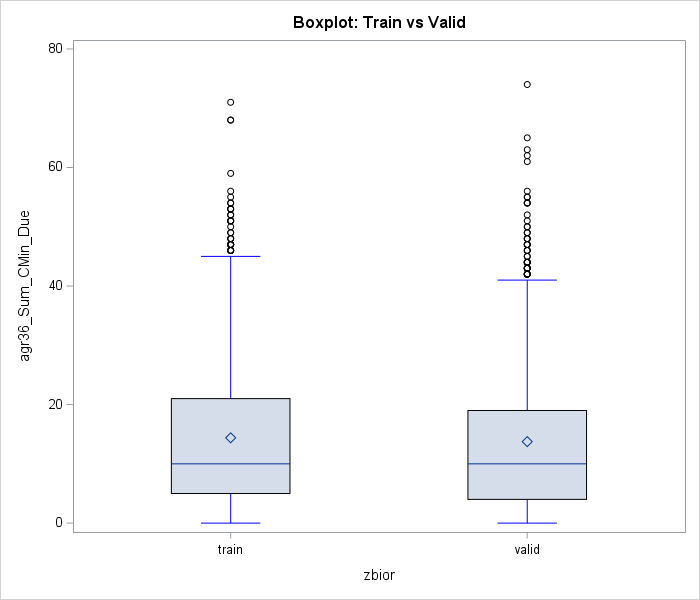 Boxplot: Train vs Valid
80
60
40
20
0
agr36_Sum_CMin_Due
train
valid
zbior